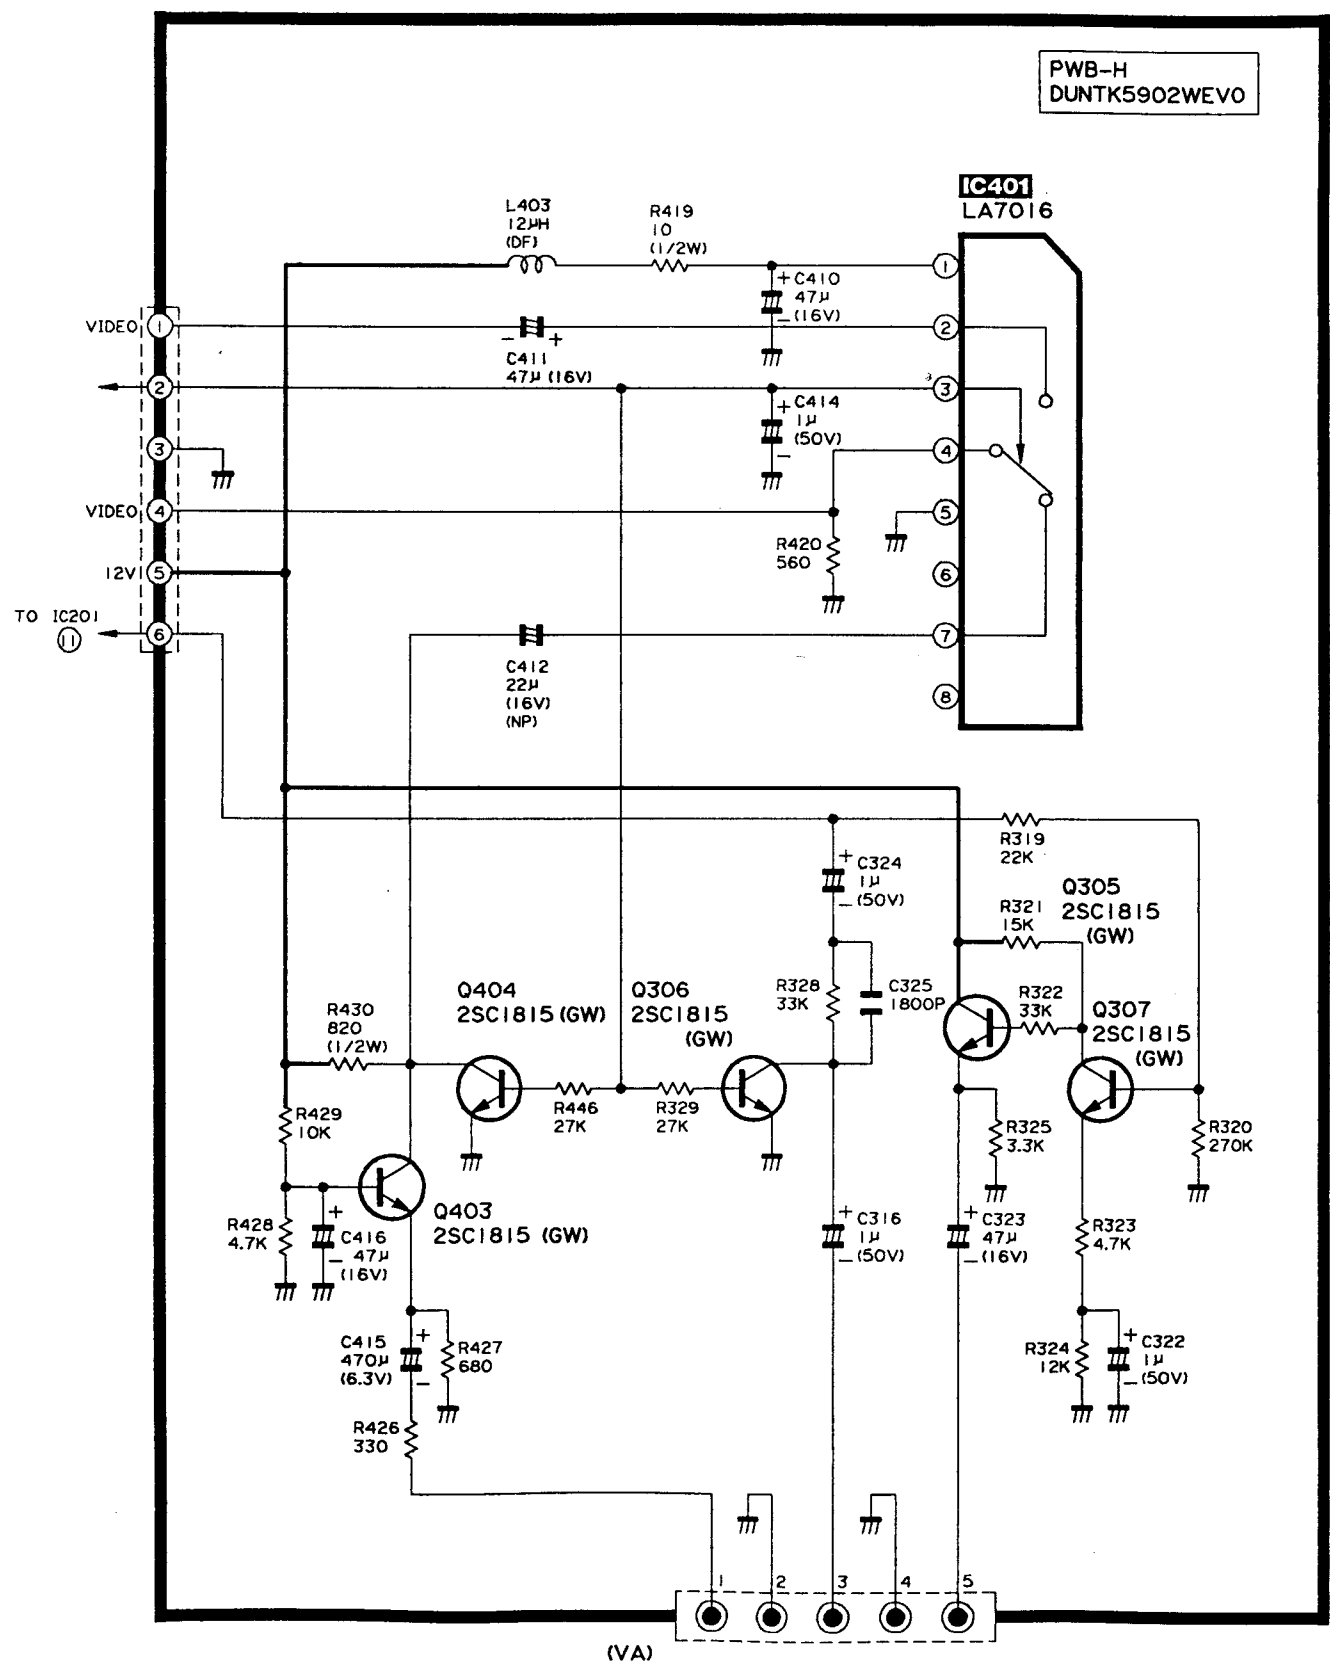 PWB-H
DUNTK5902WEV0
IC401
LA7016
L403
12µH
(DF)
R419
10
(1/2W)
1
+ C410
47µ
- (16V)
VIDEO 1
- +
2
C411
47µ (16V)
2
3
+ C414
1µ
(50V)
-
3
4
VIDEO 4
5
R420
560
12V 5
6
TO IC201
11
6
7
C412
22µ
(16V)
(NP)
8
R319
22K
+ C324
1µ
- (50V)
Q305
2SC1815
(GW)
R321
15K
R328
33K
C325
1800P
R322
33K
Q307
2SC1815
(GW)
Q404
2SC1815 (GW)
Q306
2SC1815
(GW)
R430
820
(1/2W)
R446
27K
R329
27K
R429
10K
R325
3.3K
R320
270K
Q403
2SC1815 (GW)
R428
4.7K
+
C416
- 47µ
(16V)
+ C316
1µ
- (50V)
+ C323
47µ
- (16V)
R323
4.7K
C415 +
470µ
(6.3V) -
R427
680
R324
12K
+ C322
1µ
- (50V)
R426
330
1 2 3 4 5
(VA)